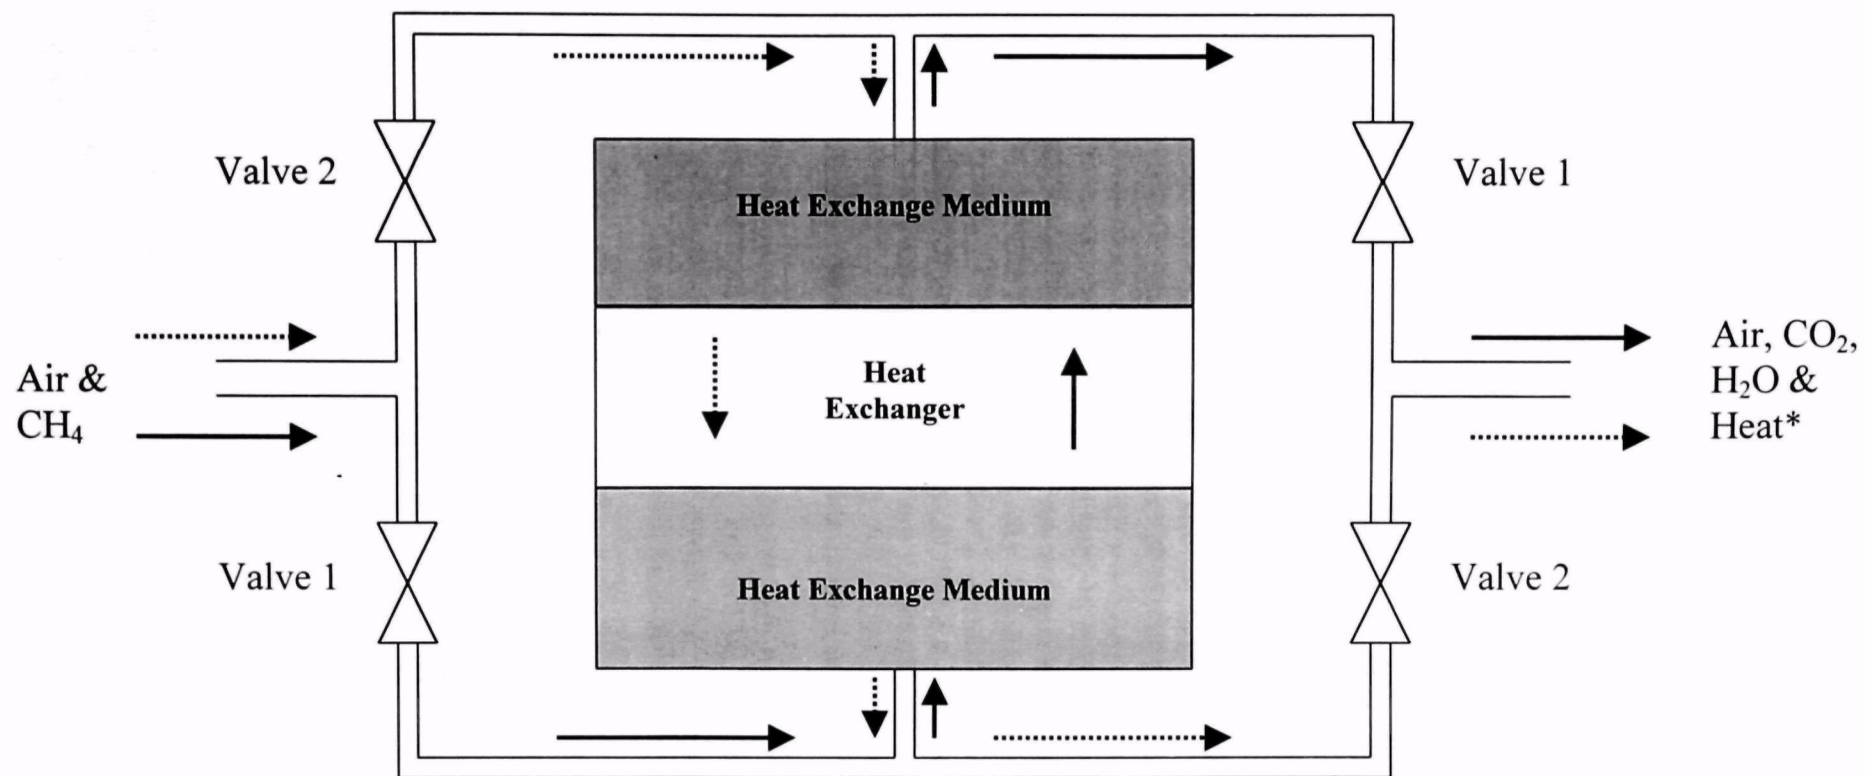 Valve 2
Valve 1
Heat Exchange Medium
Air &
CH₄
Heat
Exchanger
Air, CO₂,
H₂O &
Heat*
Valve 1
Valve 2
Heat Exchange Medium